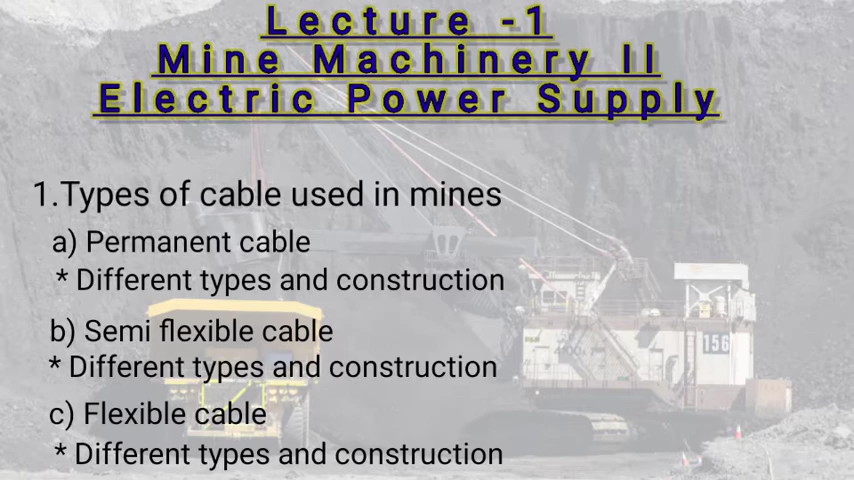 Lecture -1
Mine Machinery II
Electric Power Supply
1.Types of cable used in mines
a) Permanent cable
* Different types and construction
b) Semi flexible cable
* Different types and construction
c) Flexible cable
* Different types and construction
156